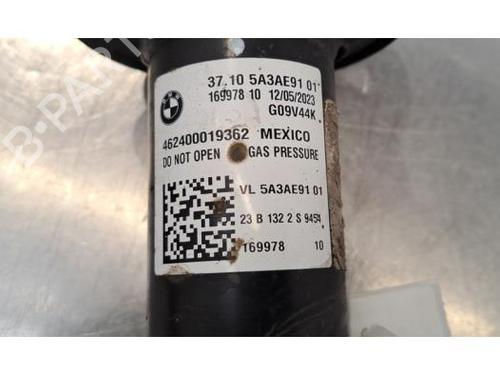 BMW
37.10 5A3AE91 01
169978 10 12/05/2023
G09V44K
462400019362 MEXICO
DO NOT OPEN GAS PRESSURE
VL 5A3AE91 01
23 B 132 2 S 9454
169978 10